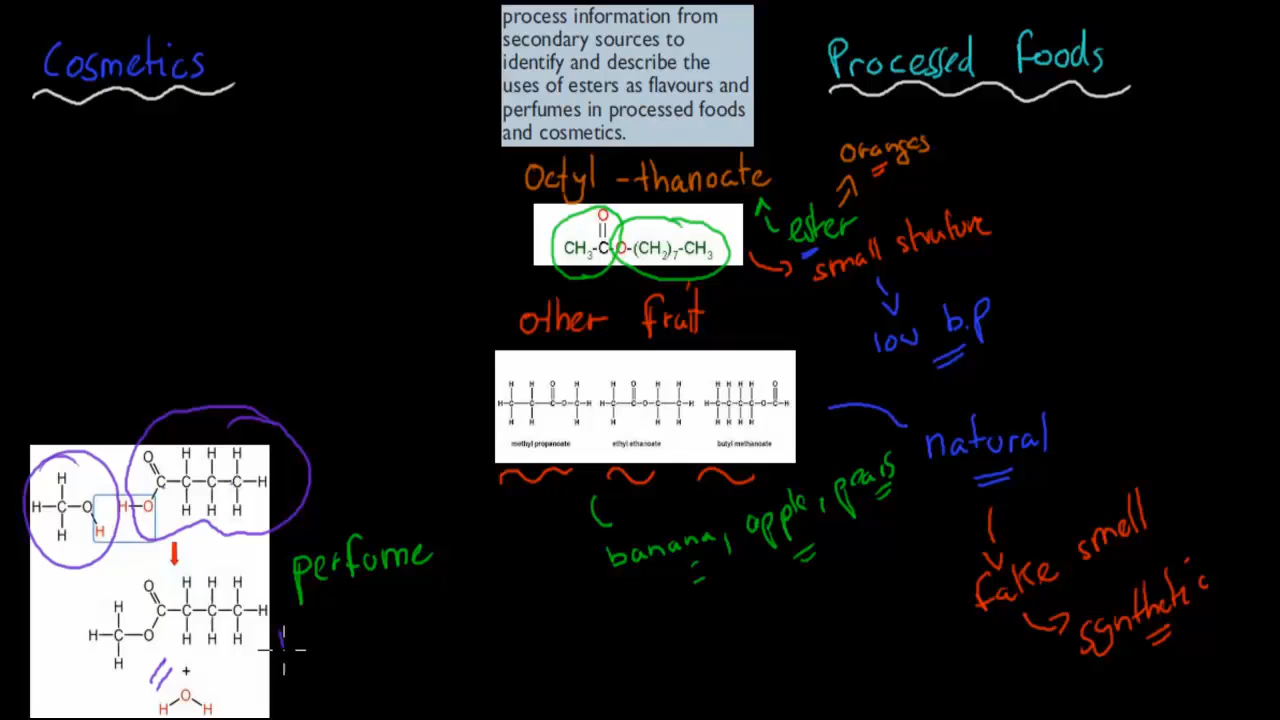 Cosmetics
process information from
secondary sources to
identify and describe the
uses of esters as flavours and
perfumes in processed foods
and cosmetics.
Processed foods
Oranges
Octyl -thanoate
ester
CH3-C-O-(CH2)7-CH3
O
small struture
other fruit
low b.p
methyl propanoate
ethyl ethanoate
butyl methanoate
natural
banana, apple, pears
fake smell
synthetic
perfume